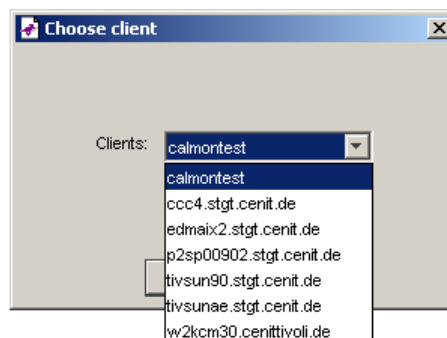 Choose client
Clients: calmontest
calmontest
ccc4.stgt.cenit.de
edmaix2.stgt.cenit.de
p2sp00902.stgt.cenit.de
tivsun90.stgt.cenit.de
tivsunae.stgt.cenit.de
w2kcm30.cenittivoli.de